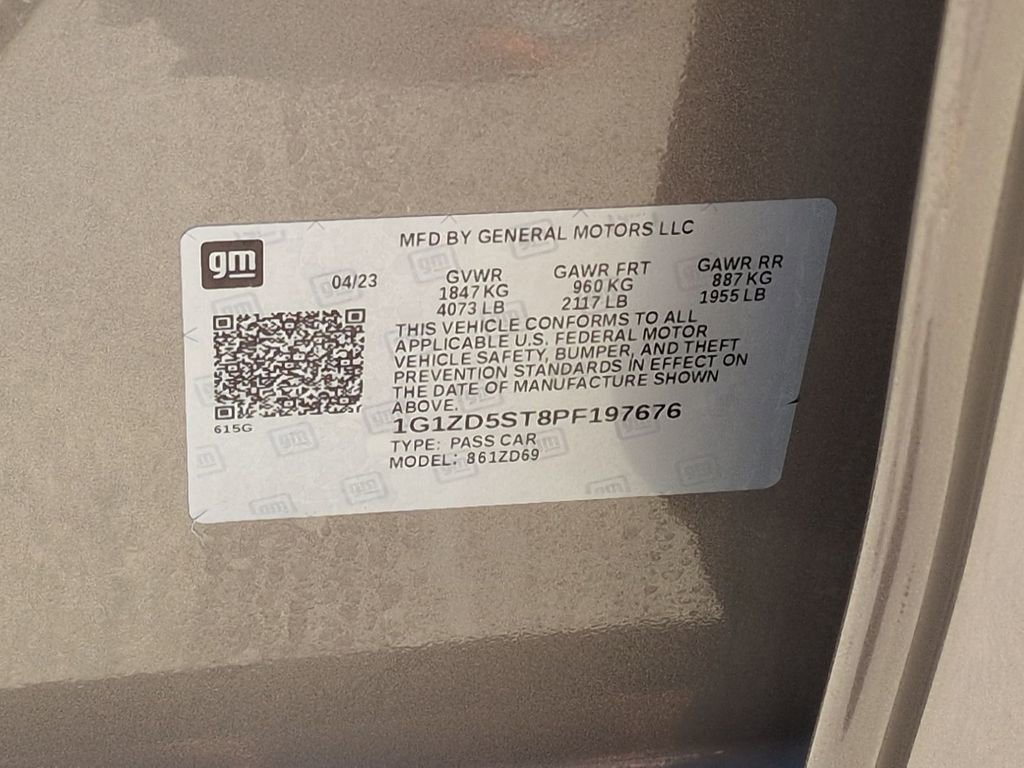 MFD BY GENERAL MOTORS LLC
gm
04/23
GVWR
1847 KG
4073 LB
GAWR FRT
960 KG
2117 LB
GAWR RR
887 KG
1955 LB
THIS VEHICLE CONFORMS TO ALL
APPLICABLE U.S. FEDERAL MOTOR
VEHICLE SAFETY, BUMPER, AND THEFT
PREVENTION STANDARDS IN EFFECT ON
THE DATE OF MANUFACTURE SHOWN
ABOVE.
615G
1G1ZD5ST8PF197676
TYPE: PASS CAR
MODEL: 861ZD69